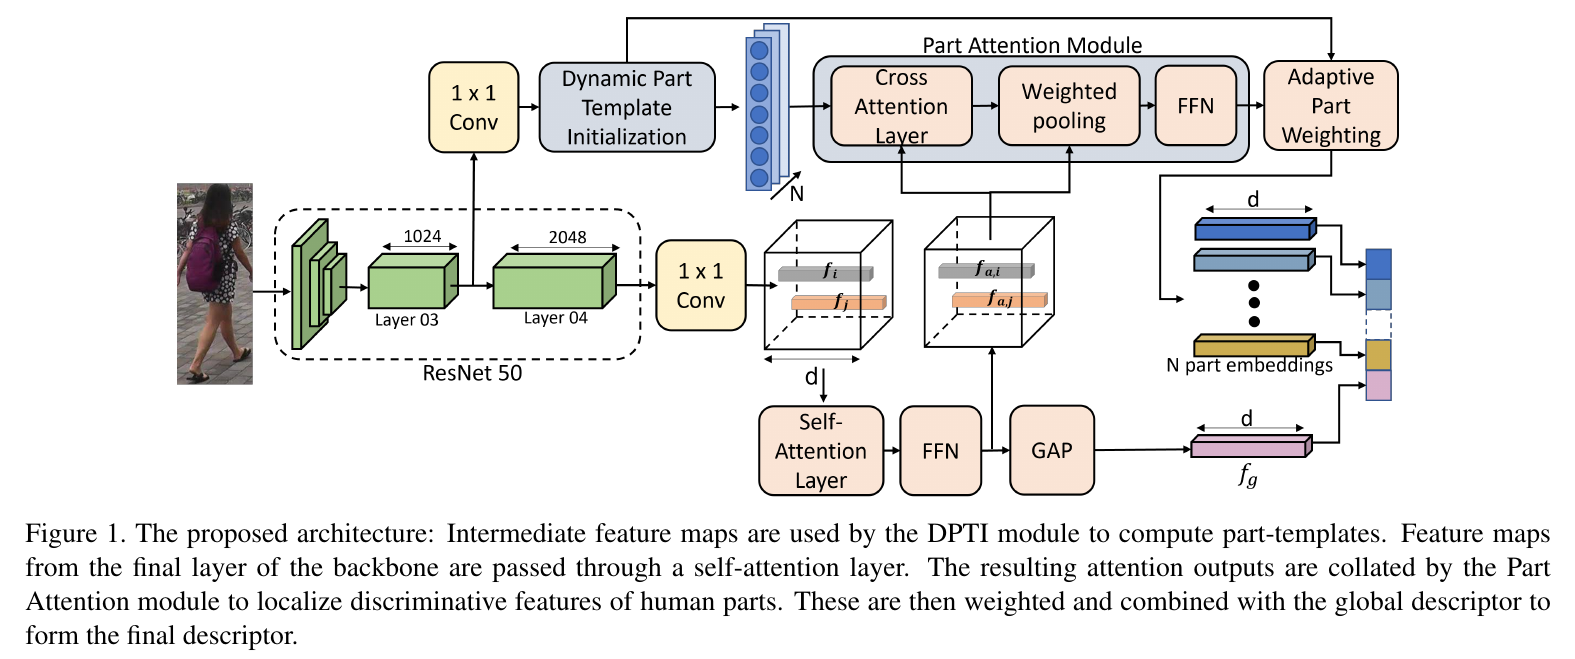 Part Attention Module
1 x 1
Conv
Dynamic Part
Template
Initialization
Cross
Attention
Layer
Weighted
pooling
FFN
Adaptive
Part
Weighting
N
1024
2048
Layer 03
Layer 04
ResNet 50
1 x 1
Conv
f_i
f_j
d
f_{a,i}
f_{a,j}
d
N part embeddings
Self-
Attention
Layer
FFN
GAP
d
f_g
Figure 1. The proposed architecture: Intermediate feature maps are used by the DPTI module to compute part-templates. Feature maps
from the final layer of the backbone are passed through a self-attention layer. The resulting attention outputs are collated by the Part
Attention module to localize discriminative features of human parts. These are then weighted and combined with the global descriptor to
form the final descriptor.